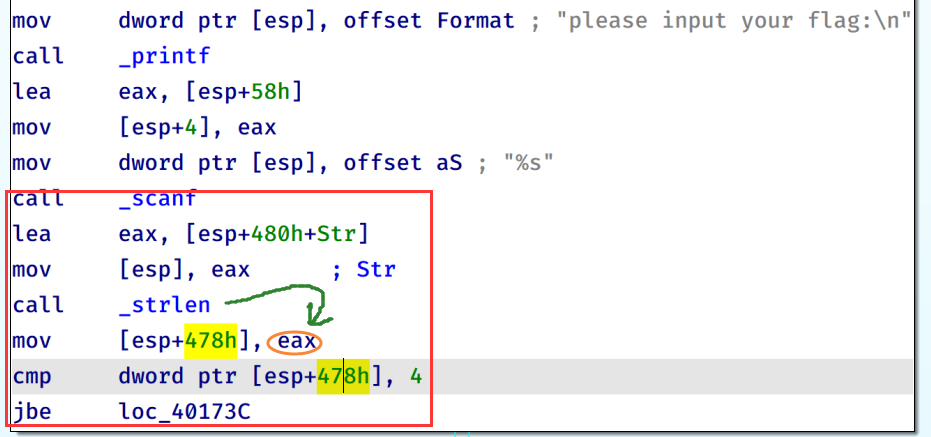 mov dword ptr [esp], offset Format ; "please input your flag:\n"
call _printf
lea eax, [esp+58h]
mov [esp+4], eax
mov dword ptr [esp], offset aS ; "%s"
call _scanf
lea eax, [esp+480h+Str]
mov [esp], eax ; Str
call _strlen
mov [esp+478h], eax
cmp dword ptr [esp+478h], 4
jbe loc_40173C